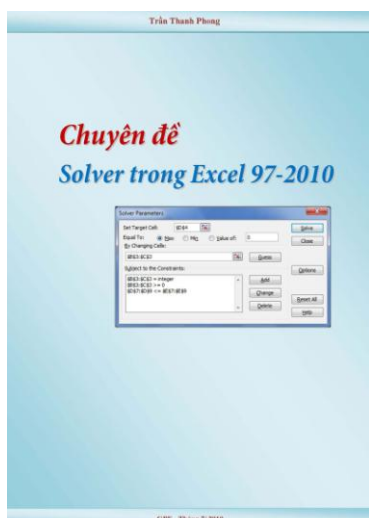 Trần Thanh Phong
Chuyên đề
Solver trong Excel 97-2010
Solver Parameters
Set Target Cell:
Solve
Equal To: Max Min Value of: 0
Close
By Changing Cells:
$B$3:$C$3
Guess
Subject to the Constraints:
Options
Add
Change
Reset All
Delete
Help